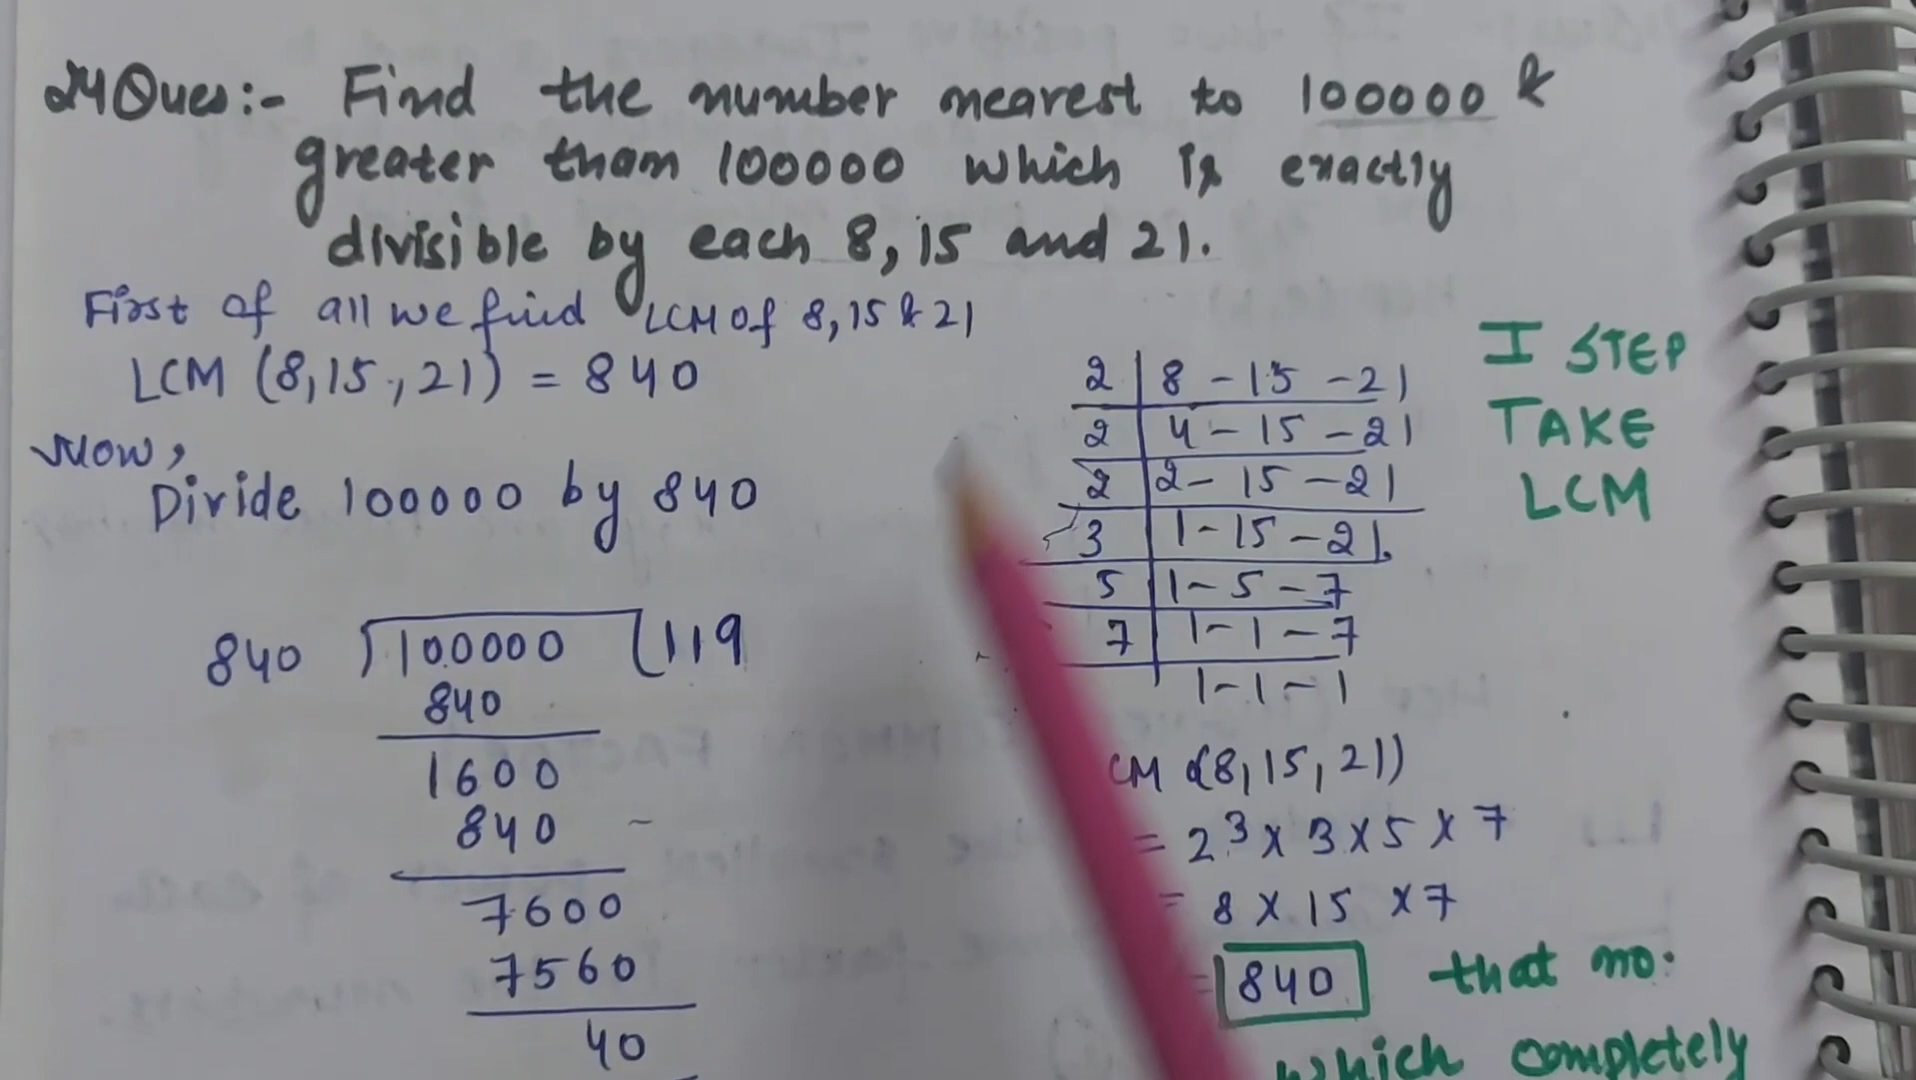 24 Ques:- Find the number nearest to 100000 &
greater than 100000 which is exactly
divisible by each 8, 15 and 21.
First of all we find LCM of 8, 15 & 21
LCM (8, 15, 21) = 840
Now,
Divide 100000 by 840
840 100000 119
840
1600
840
7600
7560
40
2 8 - 15 - 21
2 4 - 15 - 21
2 2 - 15 - 21
3 1 - 15 - 21
5 1 - 5 - 7
7 1 - 1 - 7
1 - 1 - 1
I STEP
TAKE
LCM
CM (8, 15, 21)
= 2³ x 3 x 5 x 7
= 8 x 15 x 7
= 840 that no.
which completely